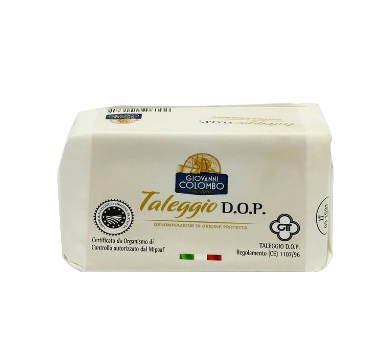 Taleggio D.O.P.
GIOVANNI
COLOMBO
Taleggio D.O.P.
DENOMINAZIONE DI ORIGINE PROTETTA
Certificato da Organismo di
Controllo autorizzato dal Mipaaf
TALEGGIO D.O.P.
Regolamento (CE) 1107/96